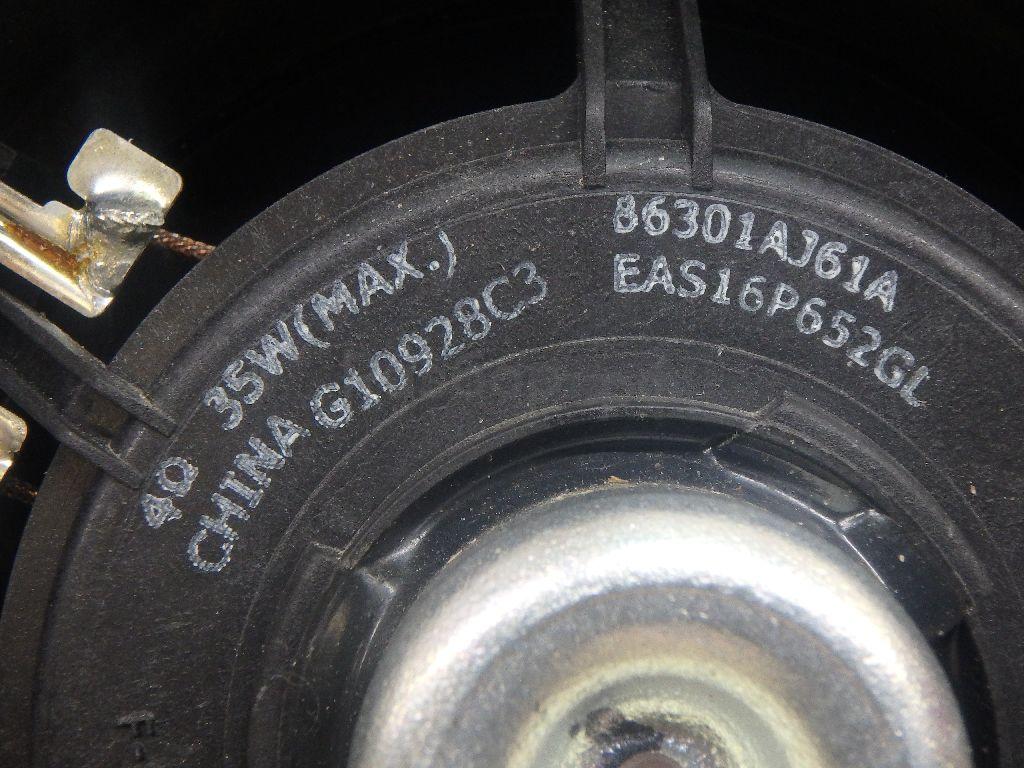 4Ω 35W(MAX.)
CHINA G10928C3
86301AJ61A
EAS16P652GL